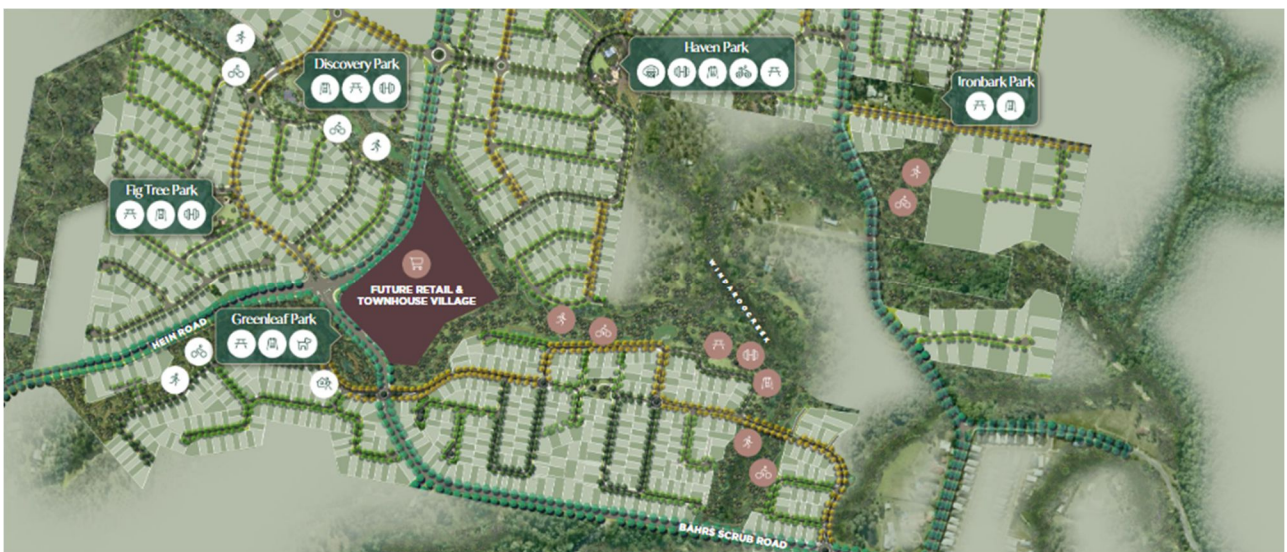 Haven Park
Discovery Park
Ironbark Park
Fig Tree Park
WINDAROO CREEK
FUTURE RETAIL &
TOWNHOUSE VILLAGE
Greenleaf Park
HEIN ROAD
BAHRS SCRUB ROAD